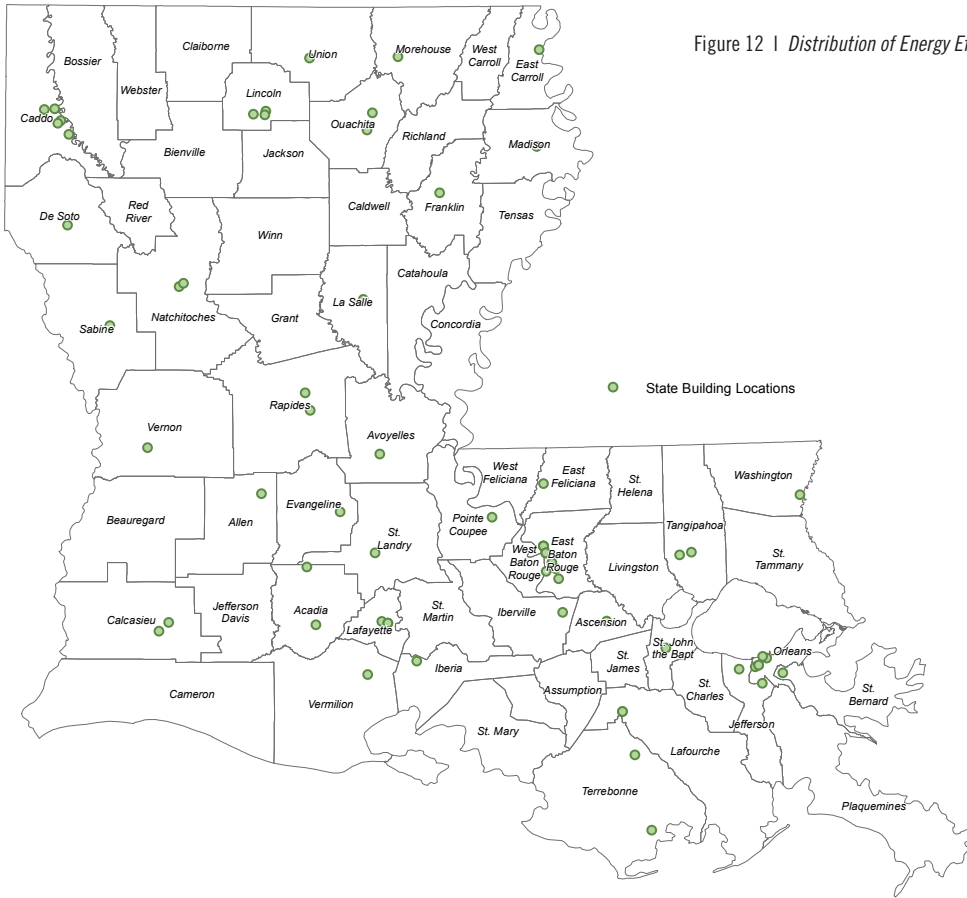 Figure 12 | Distribution of Energy Ef
Claiborne
Union
Morehouse
West
Carroll
East
Carroll
Bossier
Webster
Lincoln
Caddo
Ouachita
Richland
Madison
Bienville
Jackson
De Soto
Red
River
Caldwell
Franklin
Tensas
Winn
Catahoula
La Salle
Natchitoches
Grant
Concordia
Sabine
State Building Locations
Rapides
Vernon
Avoyelles
West
Feliciana
East
Feliciana
St.
Helena
Washington
Beauregard
Allen
Evangeline
Pointe
Coupee
Tangipahoa
St.
Landry
West
Baton
Rouge
East
Baton
Rouge
Livingston
St.
Tammany
Calcasieu
Jefferson
Davis
Acadia
Lafayette
St.
Martin
Iberville
Ascension
St. John
the Bapt
Orleans
Iberia
St.
James
St.
Charles
St.
Bernard
Cameron
Vermilion
Assumption
St. Mary
Jefferson
Lafourche
Terrebonne
Plaquemines